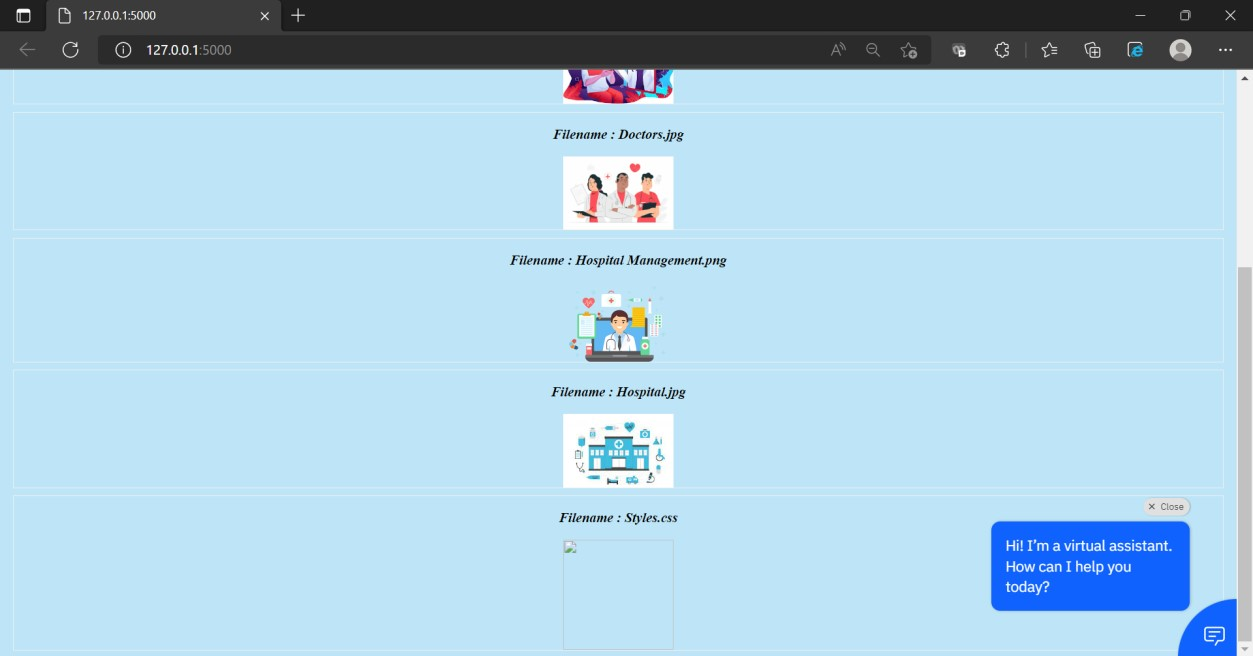 127.0.0.1:5000
127.0.0.1:5000
Filename : Doctors.jpg
Filename : Hospital Management.png
Filename : Hospital.jpg
Filename : Styles.css
Close
Hi! I'm a virtual assistant.
How can I help you
today?